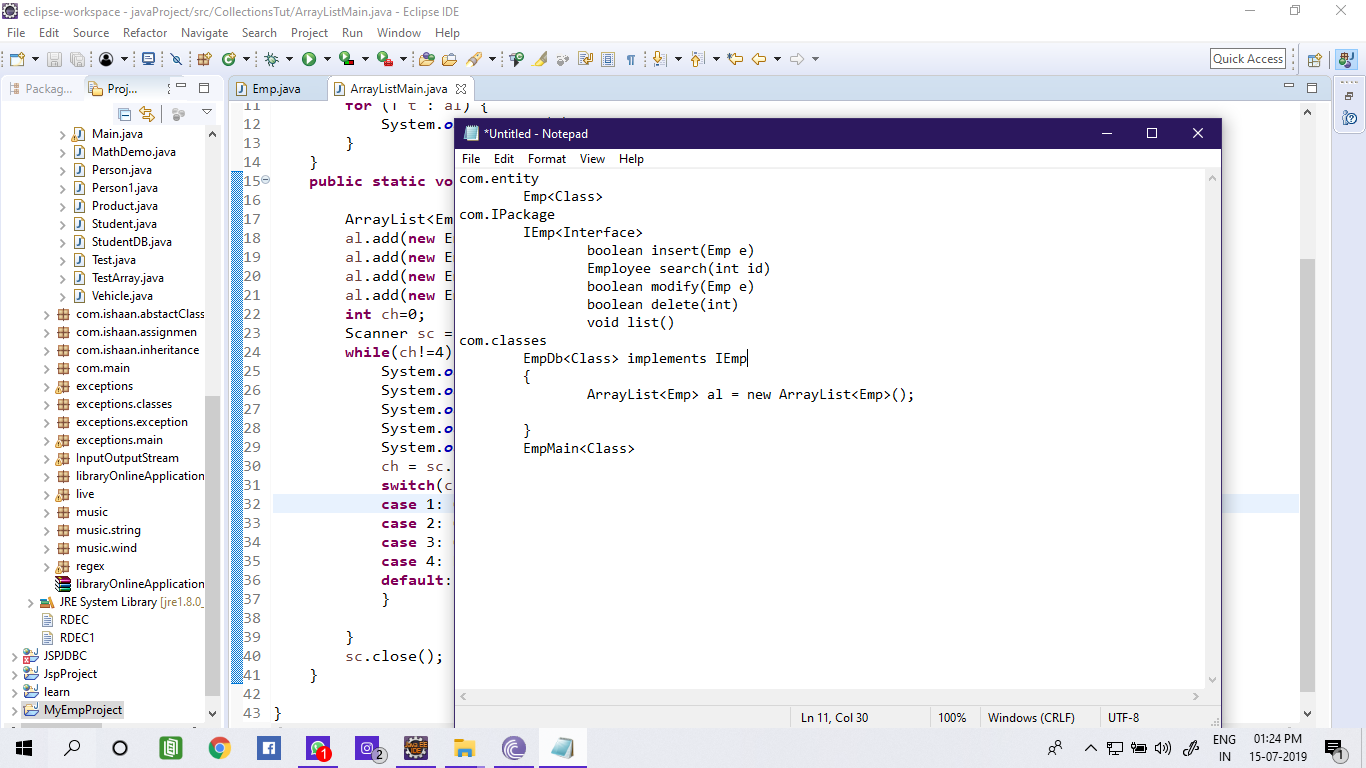 eclipse-workspace - javaProject/src/CollectionsTut/ArrayListMain.java - Eclipse IDE
File Edit Source Refactor Navigate Search Project Run Window Help
Quick Access
Packag... Proj...
Main.java
MathDemo.java
Person.java
Person1.java
Product.java
Student.java
StudentDB.java
Test.java
TestArray.java
Vehicle.java
com.ishaan.abstactClass
com.ishaan.assignmen
com.ishaan.inheritance
com.main
exceptions
exceptions.classes
exceptions.exception
exceptions.main
InputOutputStream
libraryOnlineApplication
live
music
music.string
music.wind
regex
libraryOnlineApplication
JRE System Library [jre1.8.0_
RDEC
RDEC1
JSPJDBC
JspProject
learn
MyEmpProject
Emp.java ArrayListMain.java
11 for (T t : al) {
12 System.o
13 }
14 }
15 public static vo
16
17 ArrayList<Em
18 al.add(new E
19 al.add(new E
20 al.add(new E
21 al.add(new E
22 int ch=0;
23 Scanner sc =
24 while(ch!=4)
25 System.o
26 System.o
27 System.o
28 System.o
29 System.o
30 ch = sc.
31 switch(c
32 case 1:
33 case 2:
34 case 3:
35 case 4:
36 default:
37 }
38
39 }
40 sc.close();
41 }
42
43 }
*Untitled - Notepad
File Edit Format View Help
com.entity
Emp<Class>
com.IPackage
IEmp<Interface>
boolean insert(Emp e)
Employee search(int id)
boolean modify(Emp e)
boolean delete(int)
void list()
com.classes
EmpDb<Class> implements IEmp
{
ArrayList<Emp> al = new ArrayList<Emp>();
}
EmpMain<Class>
Ln 11, Col 30 100% Windows (CRLF) UTF-8
1
2
JAVA EE
IDE
ENG
IN
01:24 PM
15-07-2019
1